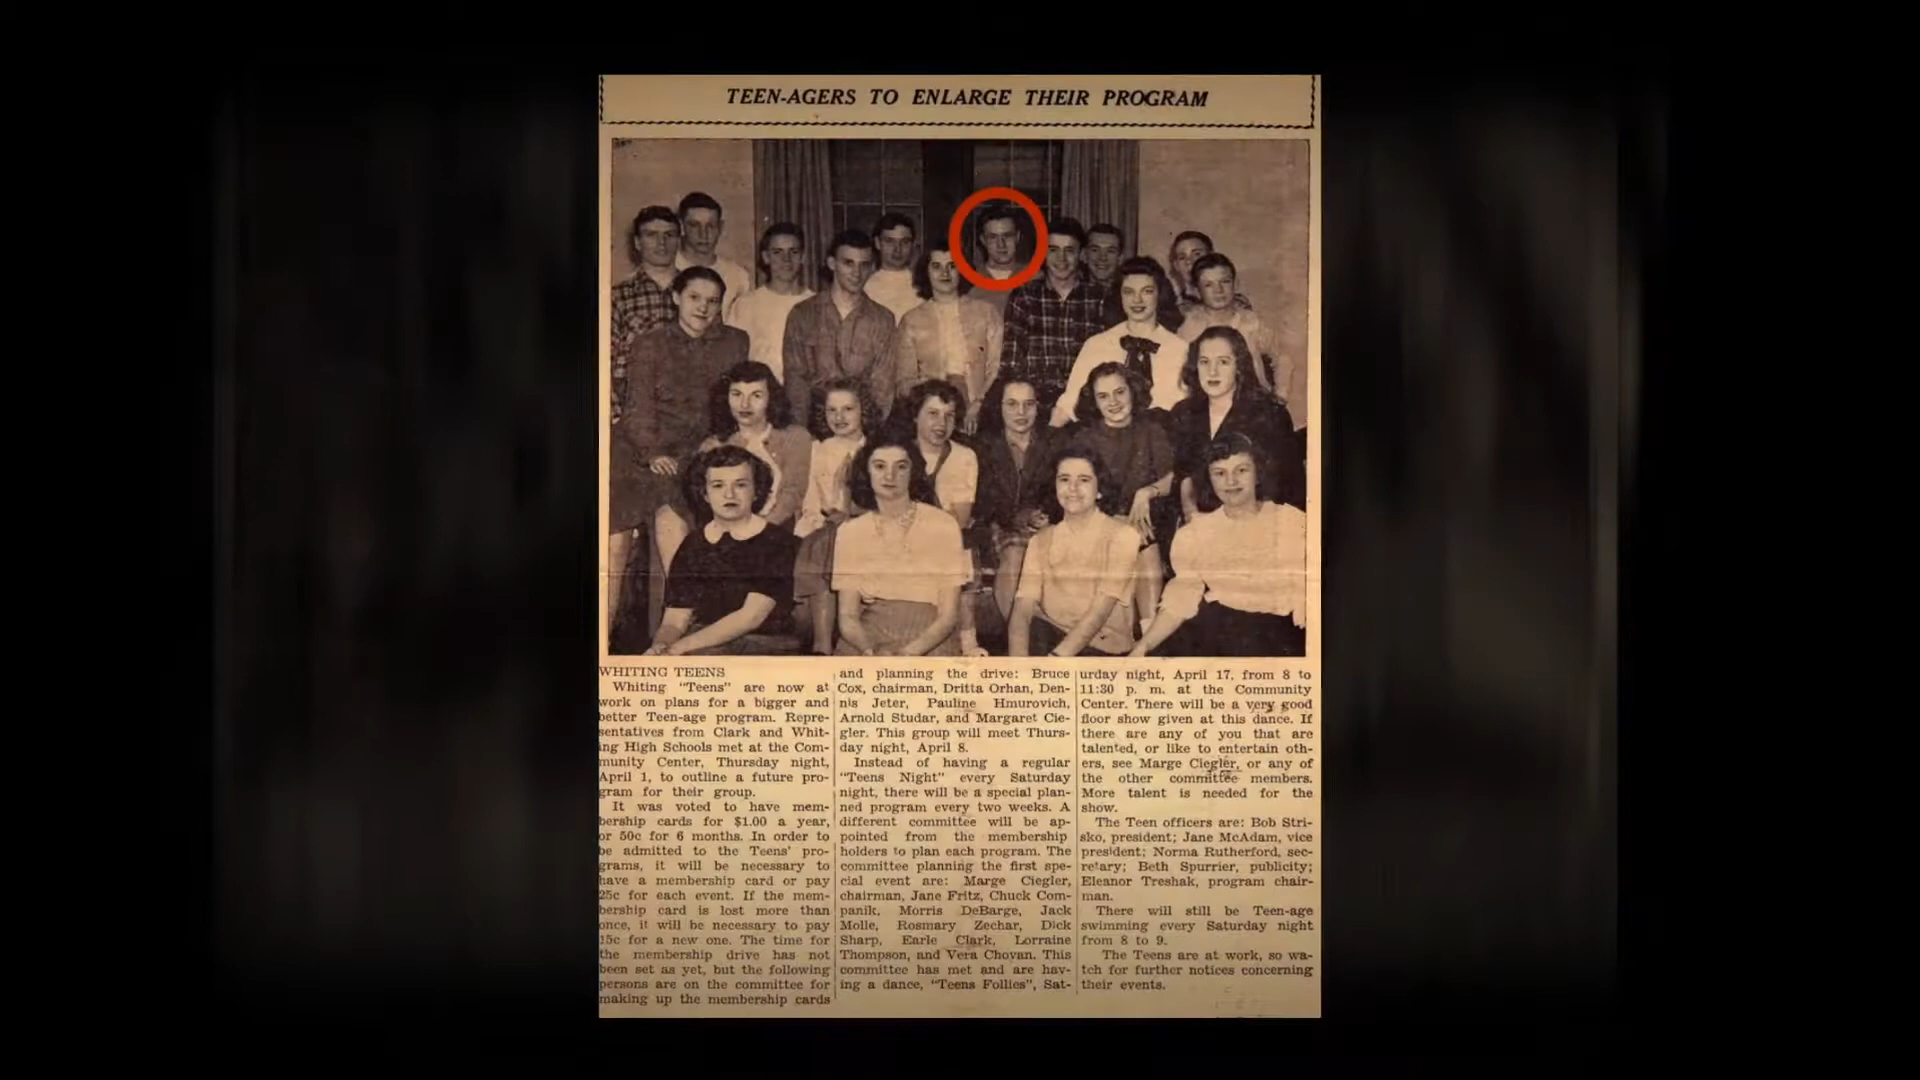 TEEN-AGERS TO ENLARGE THEIR PROGRAM
WHITING TEENS
Whiting "Teens" are now at
work on plans for a bigger and
better Teen-age program. Repre-
sentatives from Clark and Whit-
ing High Schools met at the Com-
munity Center, Thursday night,
April 1, to outline a future pro-
gram for their group.
It was voted to have mem-
bership cards for $1.00 a year,
or 50c for 6 months. In order to
be admitted to the Teens' pro-
grams, it will be necessary to
have a membership card or pay
25c for each event. If the mem-
bership card is lost more than
once, it will be necessary to pay
15c for a new one. The time for
the membership drive has not
been set as yet, but the following
persons are on the committee for
making up the membership cards
and planning the drive: Bruce
Cox, chairman, Dritta Orhan, Den-
nis Jeter, Pauline Hmurovich,
Arnold Studar, and Margaret Cie-
gler. This group will meet Thurs-
day night, April 8.
Instead of having a regular
"Teens Night" every Saturday
night, there will be a special plan-
ned program every two weeks. A
different committee will be ap-
pointed from the membership
holders to plan each program. The
committee planning the first spe-
cial event are: Marge Ciegler,
chairman, Jane Fritz, Chuck Com-
panik, Morris DeBarge, Jack
Molle, Rosmary Zechar, Dick
Sharp, Earle Clark, Lorraine
Thompson, and Vera Chovan. This
committee has met and are hav-
ing a dance, "Teens Follies", Sat-
urday night, April 17, from 8 to
11:30 p. m. at the Community
Center. There will be a very good
floor show given at this dance. If
there are any of you that are
talented, or like to entertain oth-
ers, see Marge Ciegler, or any of
the other committee members.
More talent is needed for the
show.
The Teen officers are: Bob Stri-
sko, president; Jane McAdam, vice
president; Norma Rutherford, sec-
retary; Beth Spurrier, publicity;
Eleanor Treshak, program chair-
man.
There will still be Teen-age
swimming every Saturday night
from 8 to 9.
The Teens are at work, so wa-
tch for further notices concerning
their events.